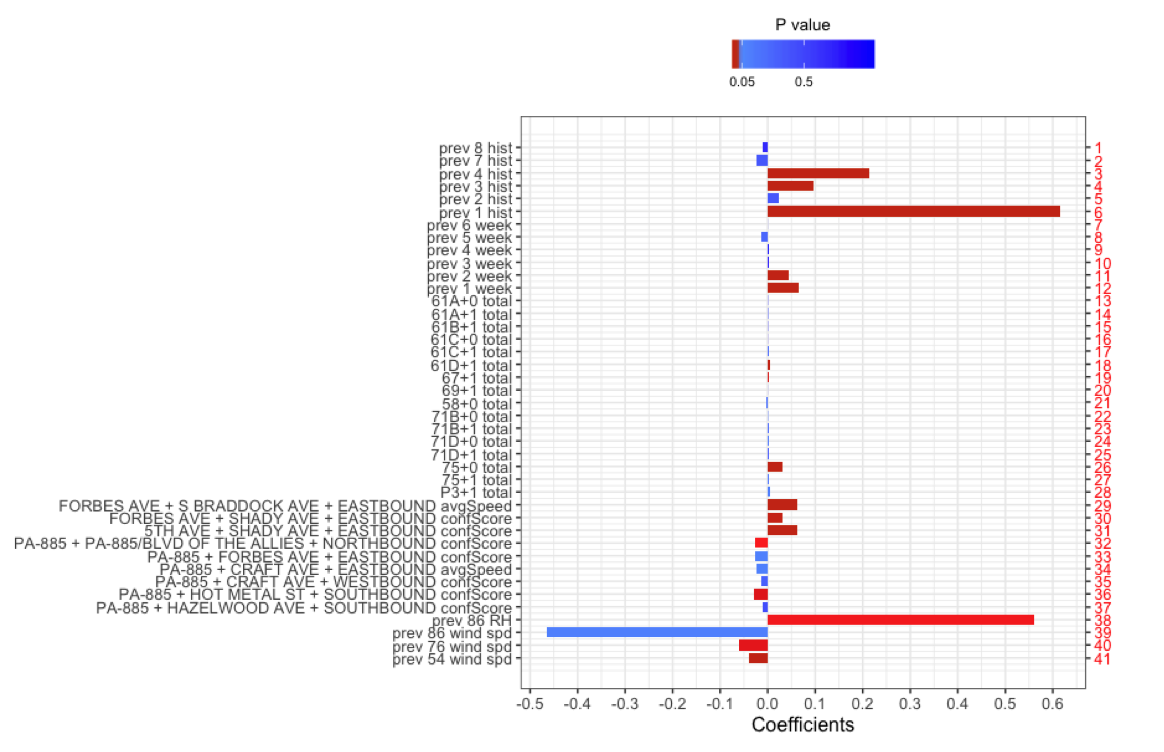 P value
0.05 0.5
prev 8 hist 1
prev 7 hist 2
prev 4 hist 3
prev 3 hist 4
prev 2 hist 5
prev 1 hist 6
prev 6 week 7
prev 5 week 8
prev 4 week 9
prev 3 week 10
prev 2 week 11
prev 1 week 12
61A+0 total 13
61A+1 total 14
61B+1 total 15
61C+0 total 16
61C+1 total 17
61D+1 total 18
67+1 total 19
69+1 total 20
58+0 total 21
71B+0 total 22
71B+1 total 23
71D+0 total 24
71D+1 total 25
75+0 total 26
75+1 total 27
P3+1 total 28
FORBES AVE + S BRADDOCK AVE + EASTBOUND avgSpeed 29
FORBES AVE + SHADY AVE + EASTBOUND confScore 30
5TH AVE + SHADY AVE + EASTBOUND confScore 31
PA-885 + PA-885/BLVD OF THE ALLIES + NORTHBOUND confScore 32
PA-885 + FORBES AVE + EASTBOUND confScore 33
PA-885 + CRAFT AVE + EASTBOUND avgSpeed 34
PA-885 + CRAFT AVE + WESTBOUND confScore 35
PA-885 + HOT METAL ST + SOUTHBOUND confScore 36
PA-885 + HAZELWOOD AVE + SOUTHBOUND confScore 37
prev 86 RH 38
prev 86 wind spd 39
prev 76 wind spd 40
prev 54 wind spd 41
-0.5 -0.4 -0.3 -0.2 -0.1 0.0 0.1 0.2 0.3 0.4 0.5 0.6
Coefficients